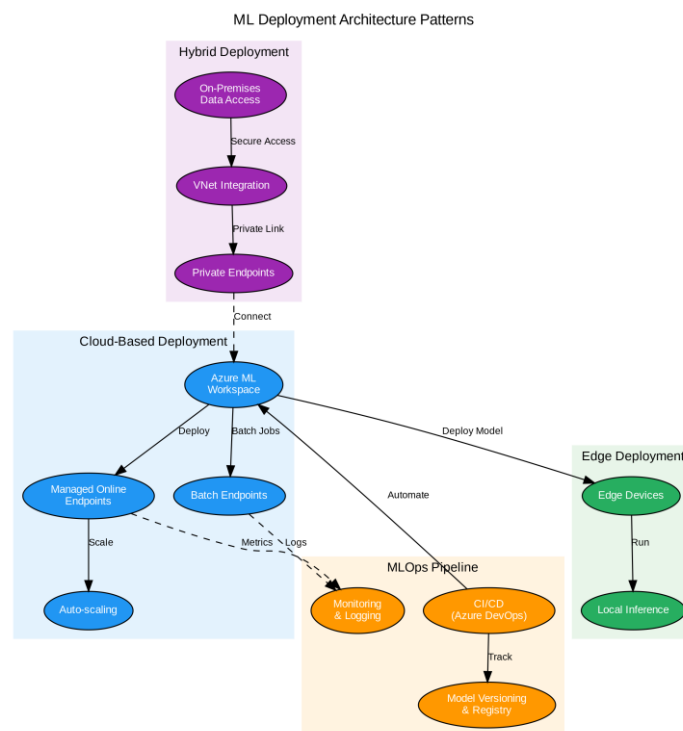 ML Deployment Architecture Patterns
Hybrid Deployment
On-Premises
Data Access
Secure Access
VNet Integration
Private Link
Private Endpoints
Connect
Cloud-Based Deployment
Azure ML
Workspace
Deploy
Batch Jobs
Deploy Model
Edge Deployment
Managed Online
Endpoints
Batch Endpoints
Edge Devices
Automate
Scale
Metrics
Logs
Run
MLOps Pipeline
Auto-scaling
Monitoring
& Logging
CI/CD
(Azure DevOps)
Local Inference
Track
Model Versioning
& Registry